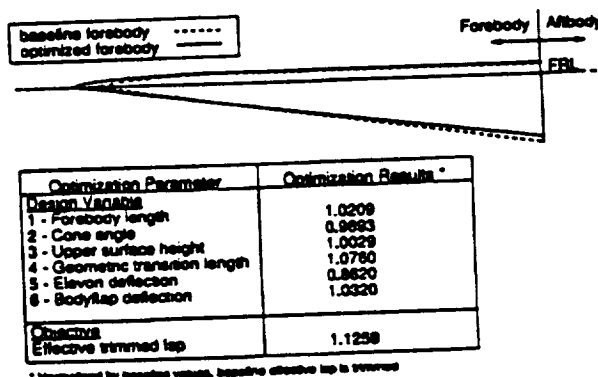 baseline forebody
optimized forebody
Forebody Aftbody
FRL
Optimization Parameter Optimization Results *
Design Variable
1 - Forebody length 1.0209
2 - Cone angle 0.9693
3 - Upper surface height 1.0029
4 - Geometric transition length 1.0760
5 - Elevon deflection 0.8620
6 - Bodyflap deflection 1.0320
Objective
Effective trimmed Isp 1.1258
* Normalized by baseline values, baseline effective Isp is trimmed